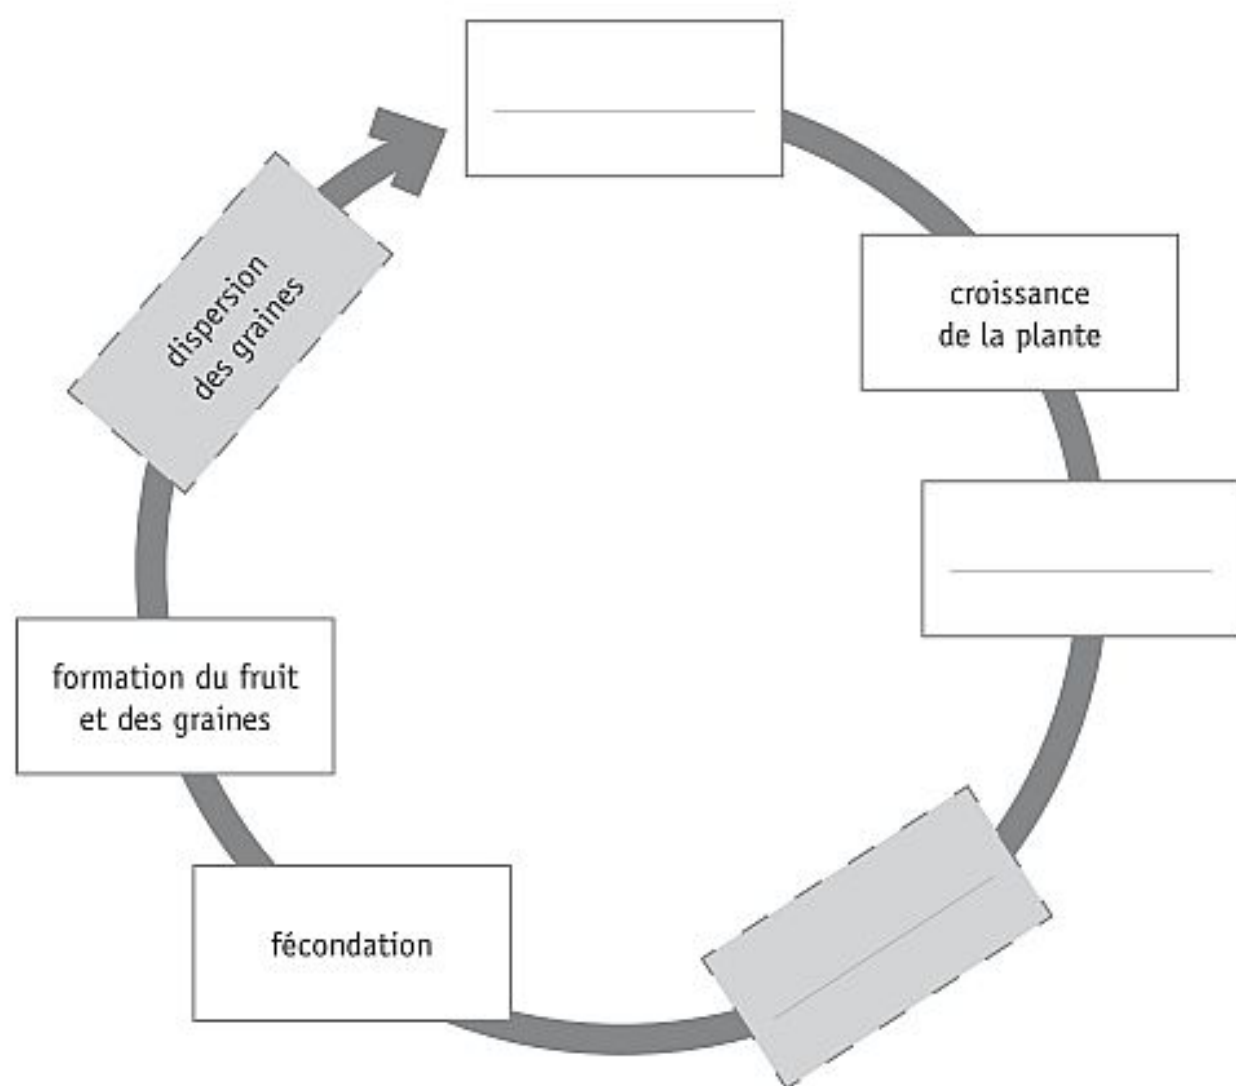 croissance
de la plante
dispersion
des graines
formation du fruit
et des graines
fécondation